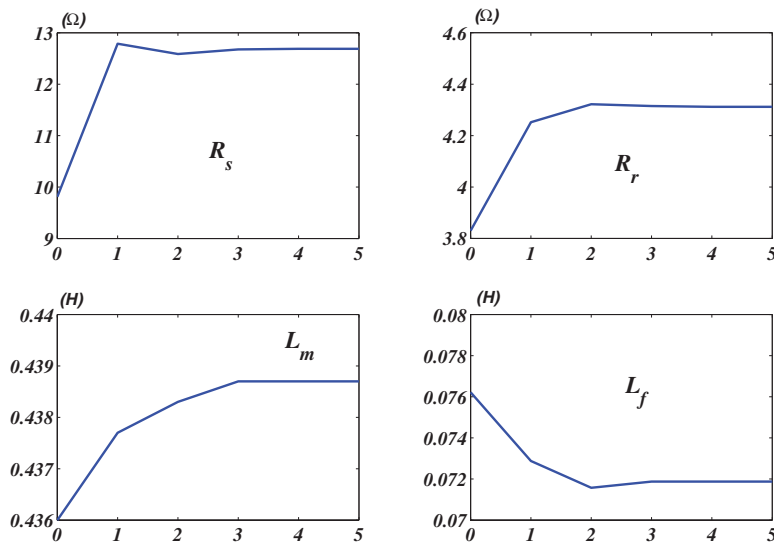 (Ω)
13
12
11
10
9
R_s
0 1 2 3 4 5
(Ω)
4.6
4.4
4.2
4
3.8
R_r
0 1 2 3 4 5
(H)
0.44
0.439
0.438
0.437
0.436
L_m
0 1 2 3 4 5
(H)
0.08
0.078
0.076
0.074
0.072
0.07
L_f
0 1 2 3 4 5